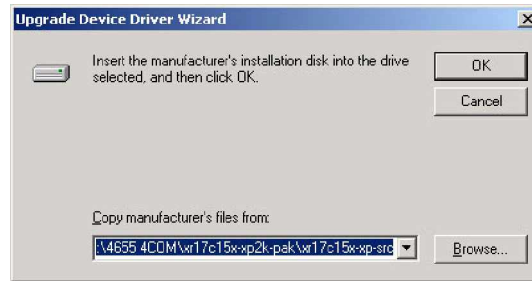 Upgrade Device Driver Wizard
Insert the manufacturer's installation disk into the drive
selected, and then click OK.
OK
Cancel
Copy manufacturer's files from:
:\4655 4COM\xr17c15x-xp2k-pak\xr17c15x-xp-src
Browse...